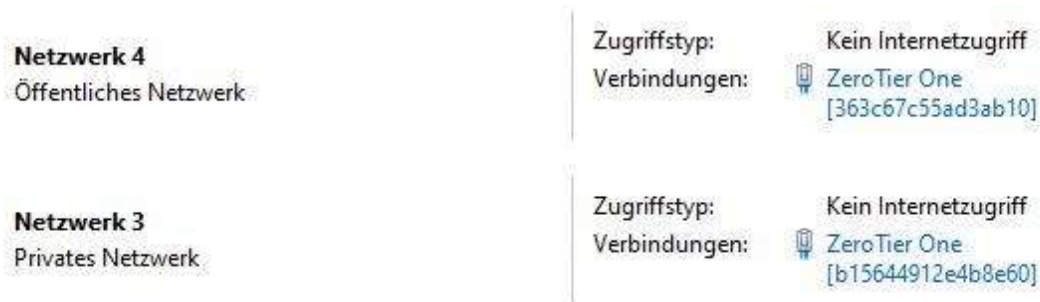 Netzwerk 4
Öffentliches Netzwerk
Zugriffstyp: Kein Internetzugriff
Verbindungen: ZeroTier One
[363c67c55ad3ab10]
Netzwerk 3
Privates Netzwerk
Zugriffstyp: Kein Internetzugriff
Verbindungen: ZeroTier One
[b15644912e4b8e60]